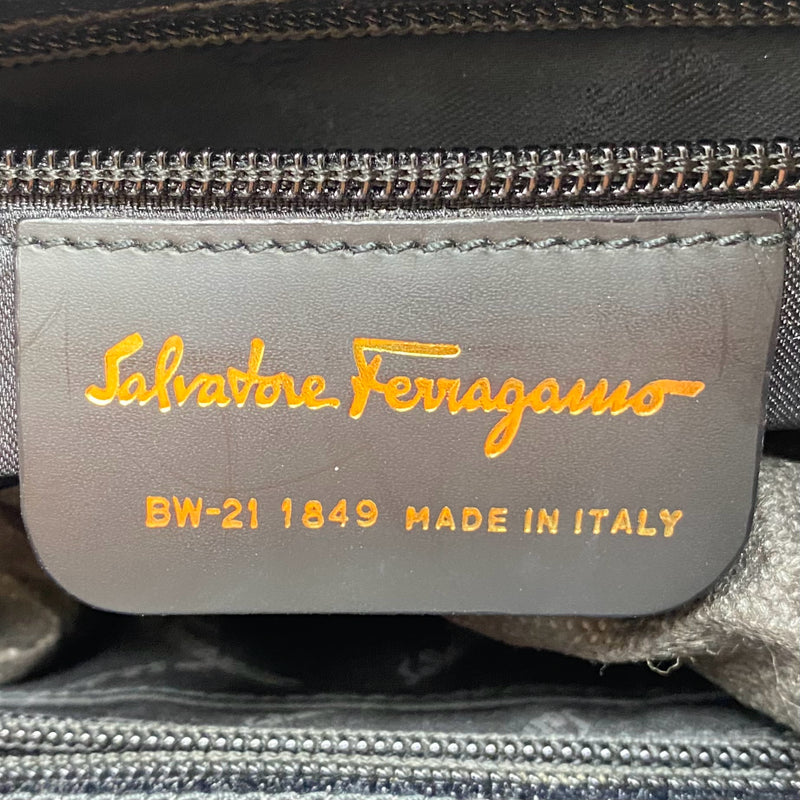 Salvatore Ferragamo
BW-21 1849 MADE IN ITALY